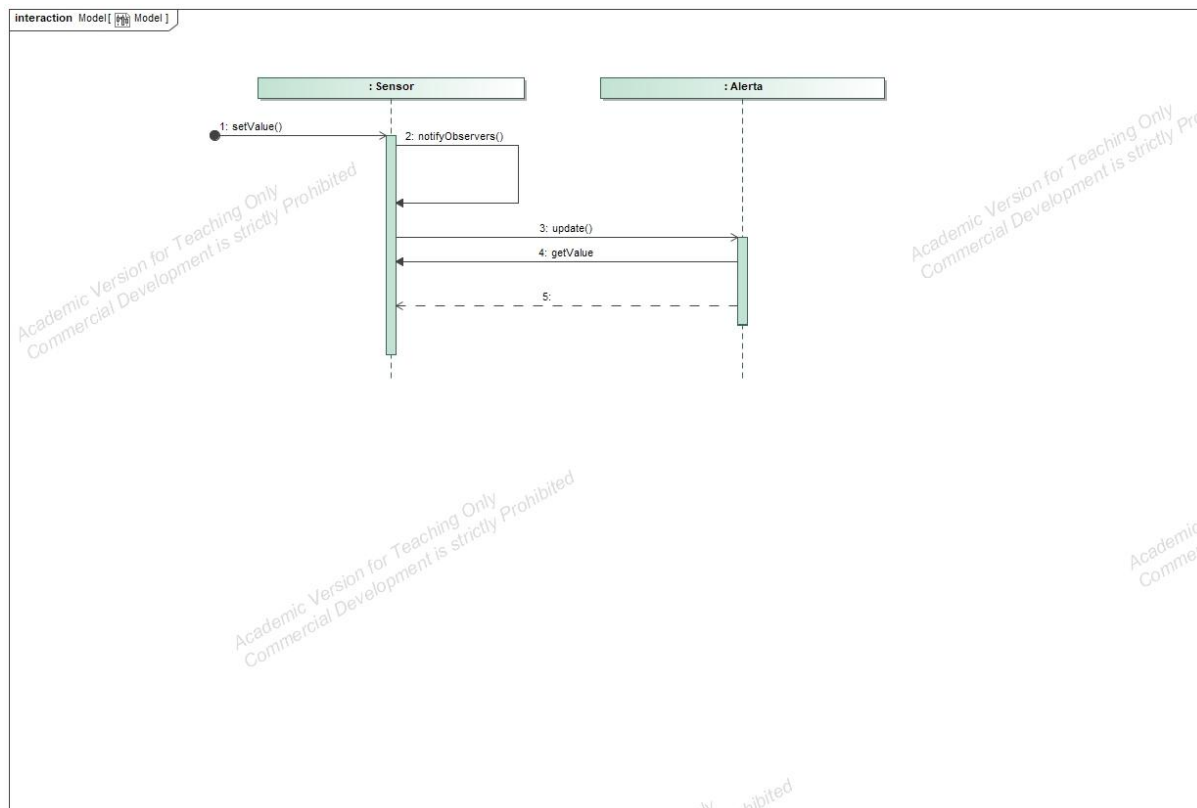 interaction Model[ Model ]
: Sensor
: Alerta
1: setValue()
2: notifyObservers()
3: update()
4: getValue
5:
Academic Version for Teaching Only
Commercial Development is strictly Prohibited
Academic Version for Teaching Only
Commercial Development is strictly
Academic Version for Teaching Only
Commercial Development is strictly Prohibited
Academic